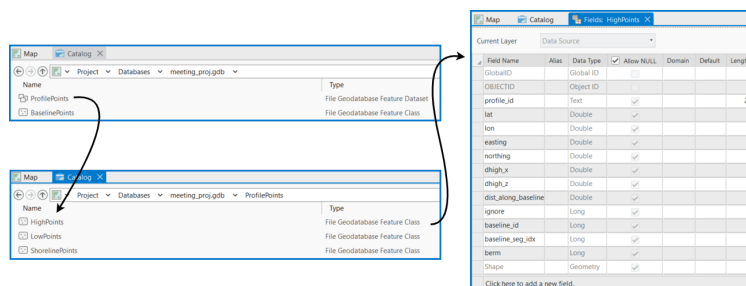 Map Catalog
Project Databases meeting_proj.gdb
Name Type
ProfilePoints File Geodatabase Feature Dataset
BaselinePoints File Geodatabase Feature Class
Map Catalog
Project Databases meeting_proj.gdb ProfilePoints
Name Type
HighPoints File Geodatabase Feature Class
LowPoints File Geodatabase Feature Class
ShorelinePoints File Geodatabase Feature Class
Map Catalog Fields: HighPoints
Current Layer Data Source
Field Name Alias Data Type Allow NULL Domain Default Lengt
GlobalID Global ID
OBJECTID Object ID
profile_id Text 2
lat Double
lon Double
easting Double
northing Double
dhigh_x Double
dhigh_z Double
dist_along_baseline Double
ignore Long
baseline_id Long
baseline_seg_idx Long
berm Long
Shape Geometry
Click here to add a new field.